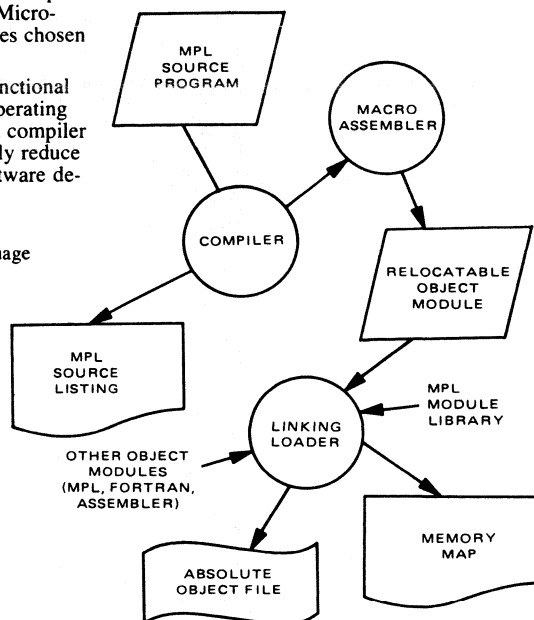 Micro-
es chosen
nctional
perating
compiler
ly reduce
tware de-
uage
MPL
SOURCE
PROGRAM
MACRO
ASSEMBLER
COMPILER
RELOCATABLE
OBJECT
MODULE
MPL
SOURCE
LISTING
MPL
MODULE
LIBRARY
LINKING
LOADER
OTHER OBJECT
MODULES
(MPL, FORTRAN,
ASSEMBLER)
MEMORY
MAP
ABSOLUTE
OBJECT FILE